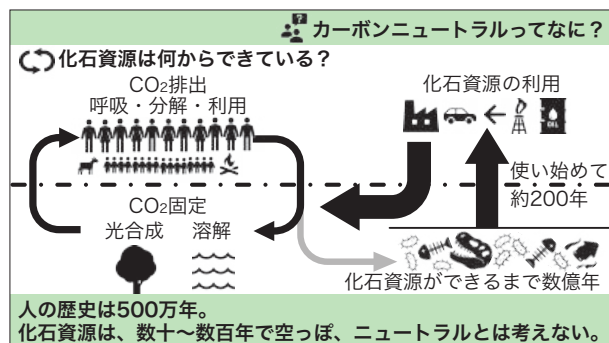 カーボンニュートラルってなに？
化石資源は何からできている？
CO₂排出
呼吸・分解・利用
化石資源の利用
OIL
使い始めて
約200年
CO₂固定
光合成 溶解
化石資源ができるまで数億年
人の歴史は500万年。
化石資源は、数十～数百年で空っぽ、ニュートラルとは考えない。